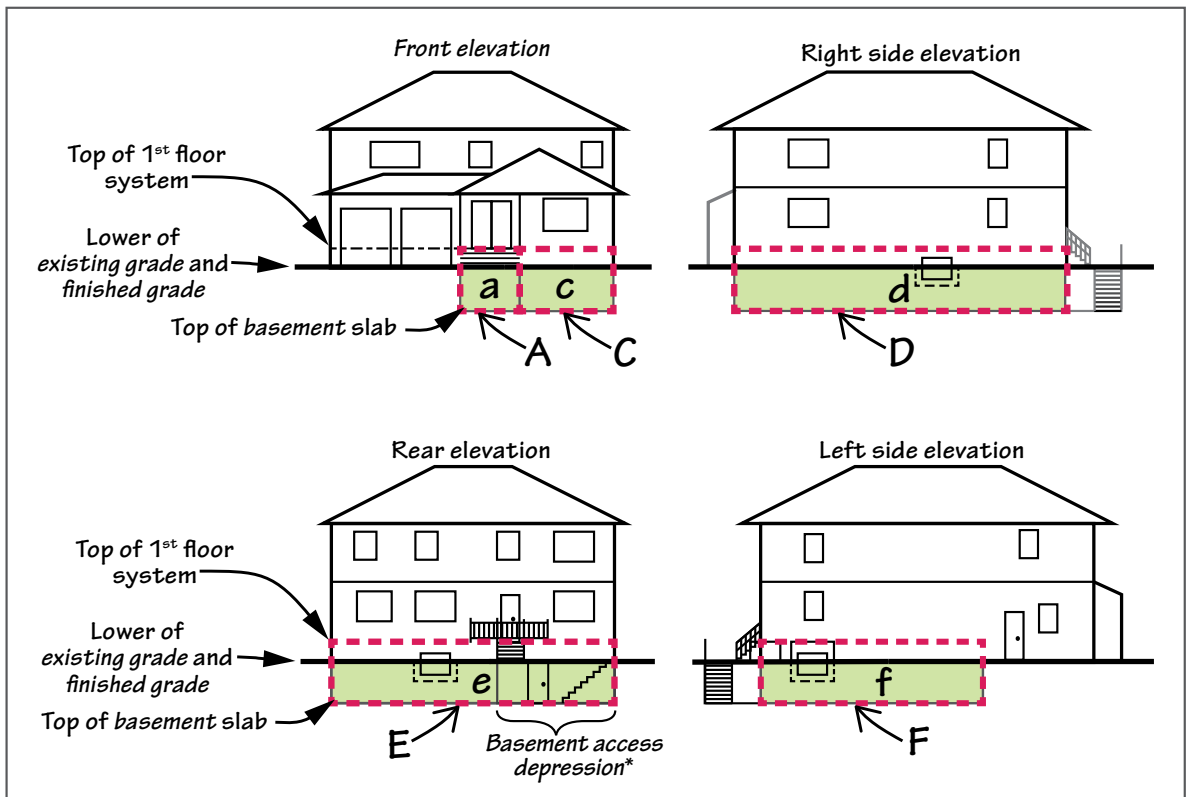 Front elevation
Right side elevation
Top of 1st floor
system
Lower of
existing grade and
finished grade
Top of basement slab
a
c
d
A
C
D
Rear elevation
Left side elevation
Top of 1st floor
system
Lower of
existing grade and
finished grade
Top of basement slab
e
f
E
F
Basement access
depression*